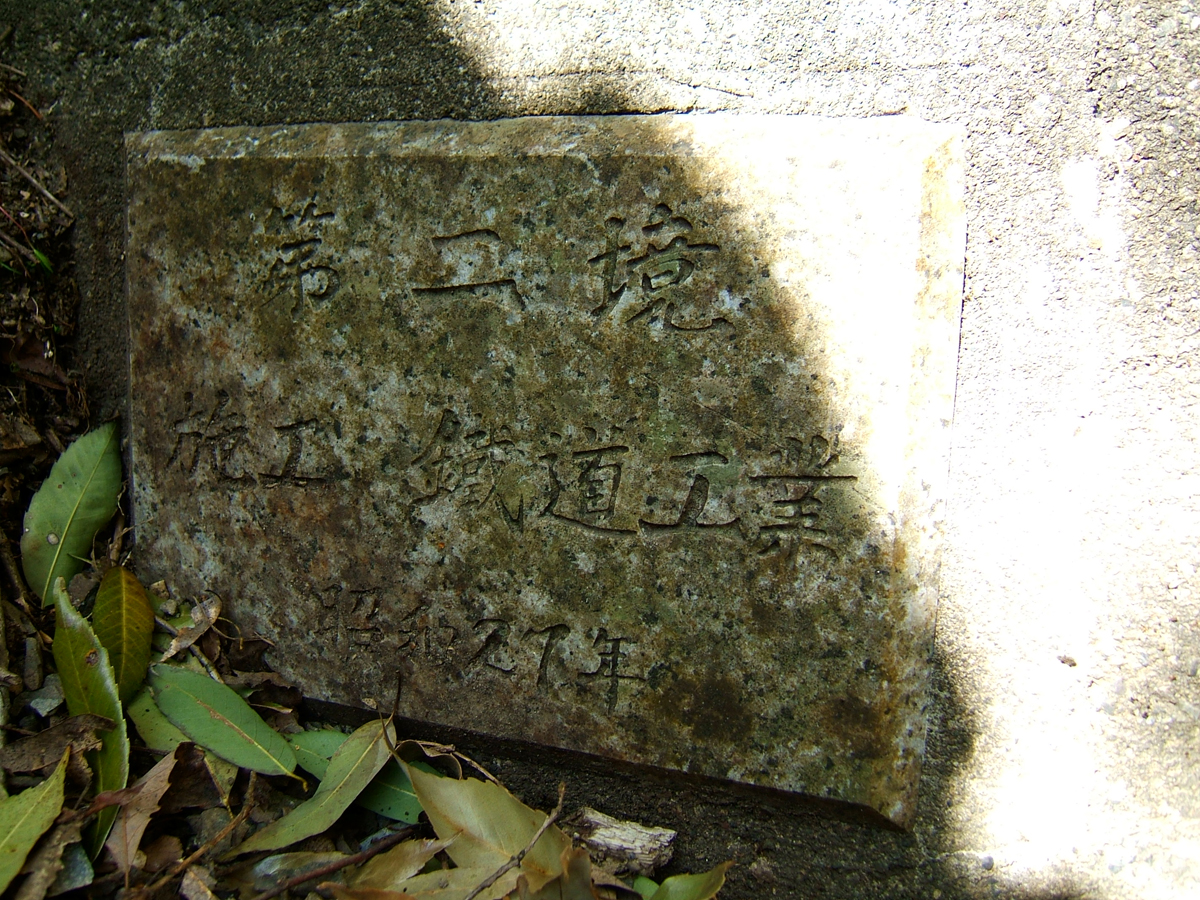 第二境
施工 鐵道工業
昭和27年